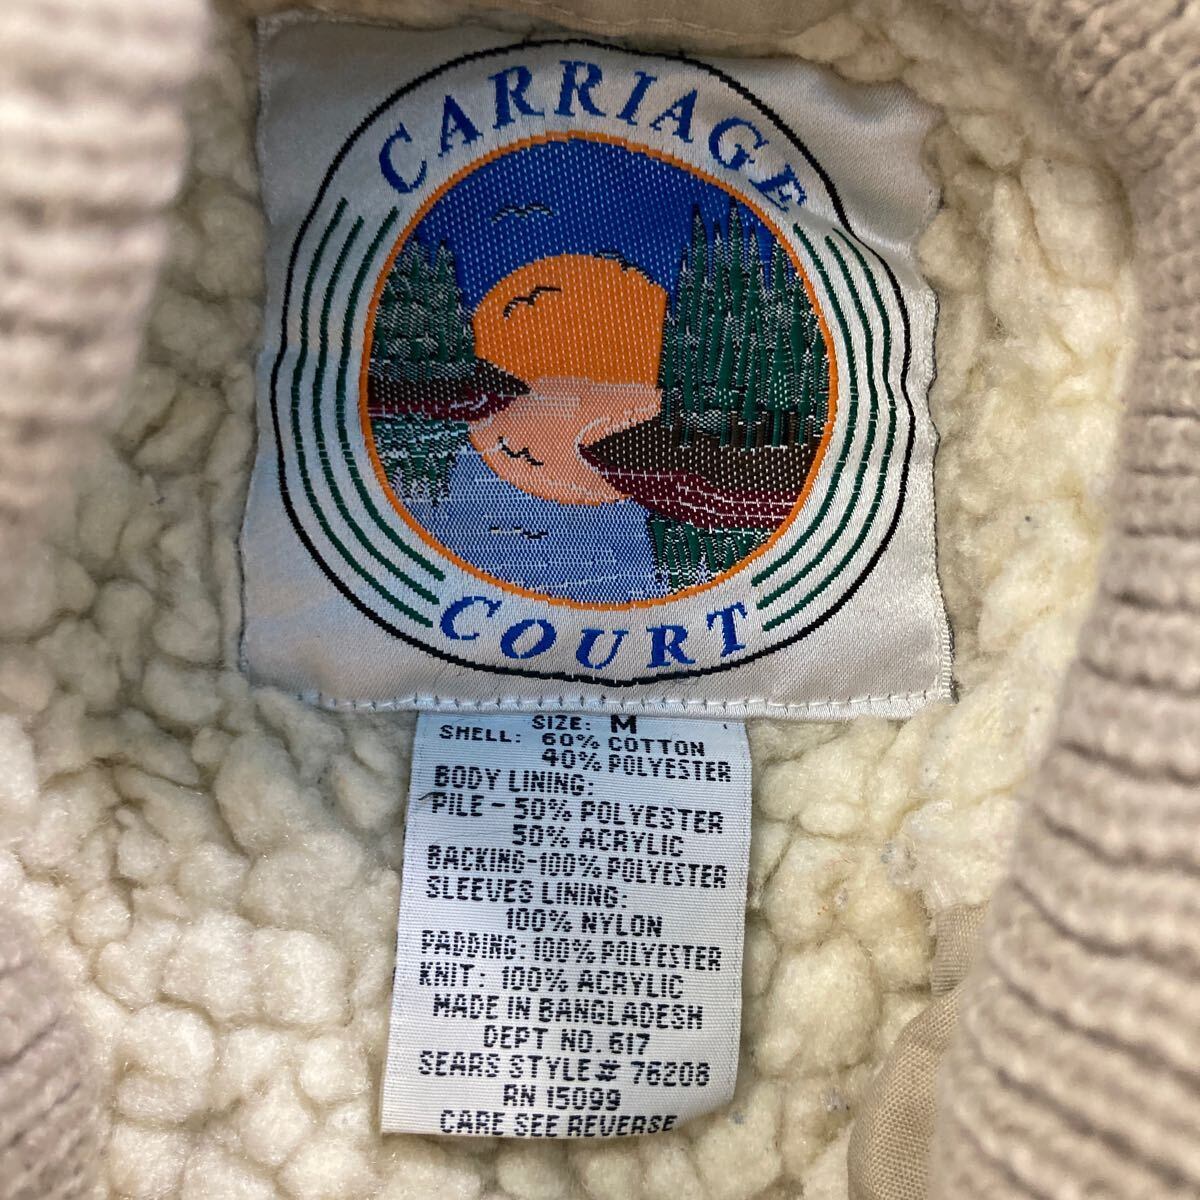 CARRIAGE
COURT
SIZE: M
SHELL: 60% COTTON
40% POLYESTER
BODY LINING:
PILE - 50% POLYESTER
50% ACRYLIC
BACKING-100% POLYESTER
SLEEVES LINING:
100% NYLON
PADDING: 100% POLYESTER
KNIT: 100% ACRYLIC
MADE IN BANGLADESH
DEPT NO. 617
SEARS STYLE# 76208
RN 15099
CARE SEE REVERSE